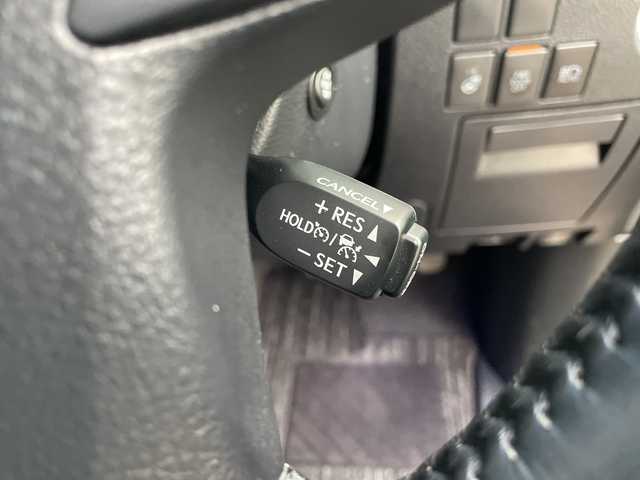 CANCEL▼
+ RES ▲
HOLD / ◀
− SET ▼